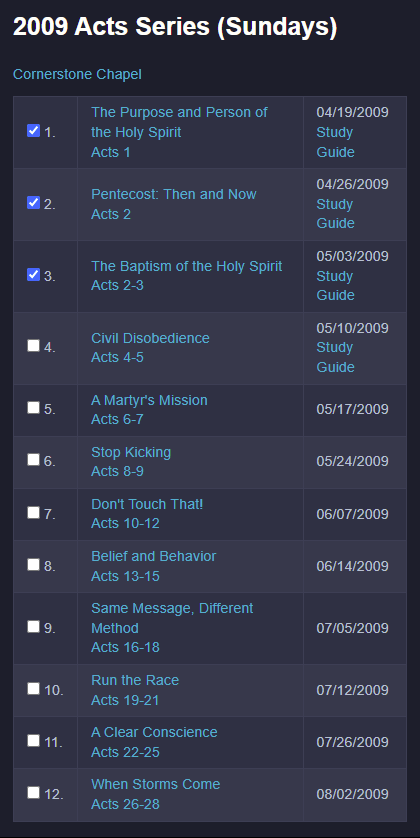 2009 Acts Series (Sundays)
Cornerstone Chapel
1.
The Purpose and Person of
the Holy Spirit
Acts 1
04/19/2009
Study
Guide
2.
Pentecost: Then and Now
Acts 2
04/26/2009
Study
Guide
3.
The Baptism of the Holy Spirit
Acts 2-3
05/03/2009
Study
Guide
4.
Civil Disobedience
Acts 4-5
05/10/2009
Study
Guide
5.
A Martyr's Mission
Acts 6-7
05/17/2009
6.
Stop Kicking
Acts 8-9
05/24/2009
7.
Don't Touch That!
Acts 10-12
06/07/2009
8.
Belief and Behavior
Acts 13-15
06/14/2009
9.
Same Message, Different
Method
Acts 16-18
07/05/2009
10.
Run the Race
Acts 19-21
07/12/2009
11.
A Clear Conscience
Acts 22-25
07/26/2009
12.
When Storms Come
Acts 26-28
08/02/2009